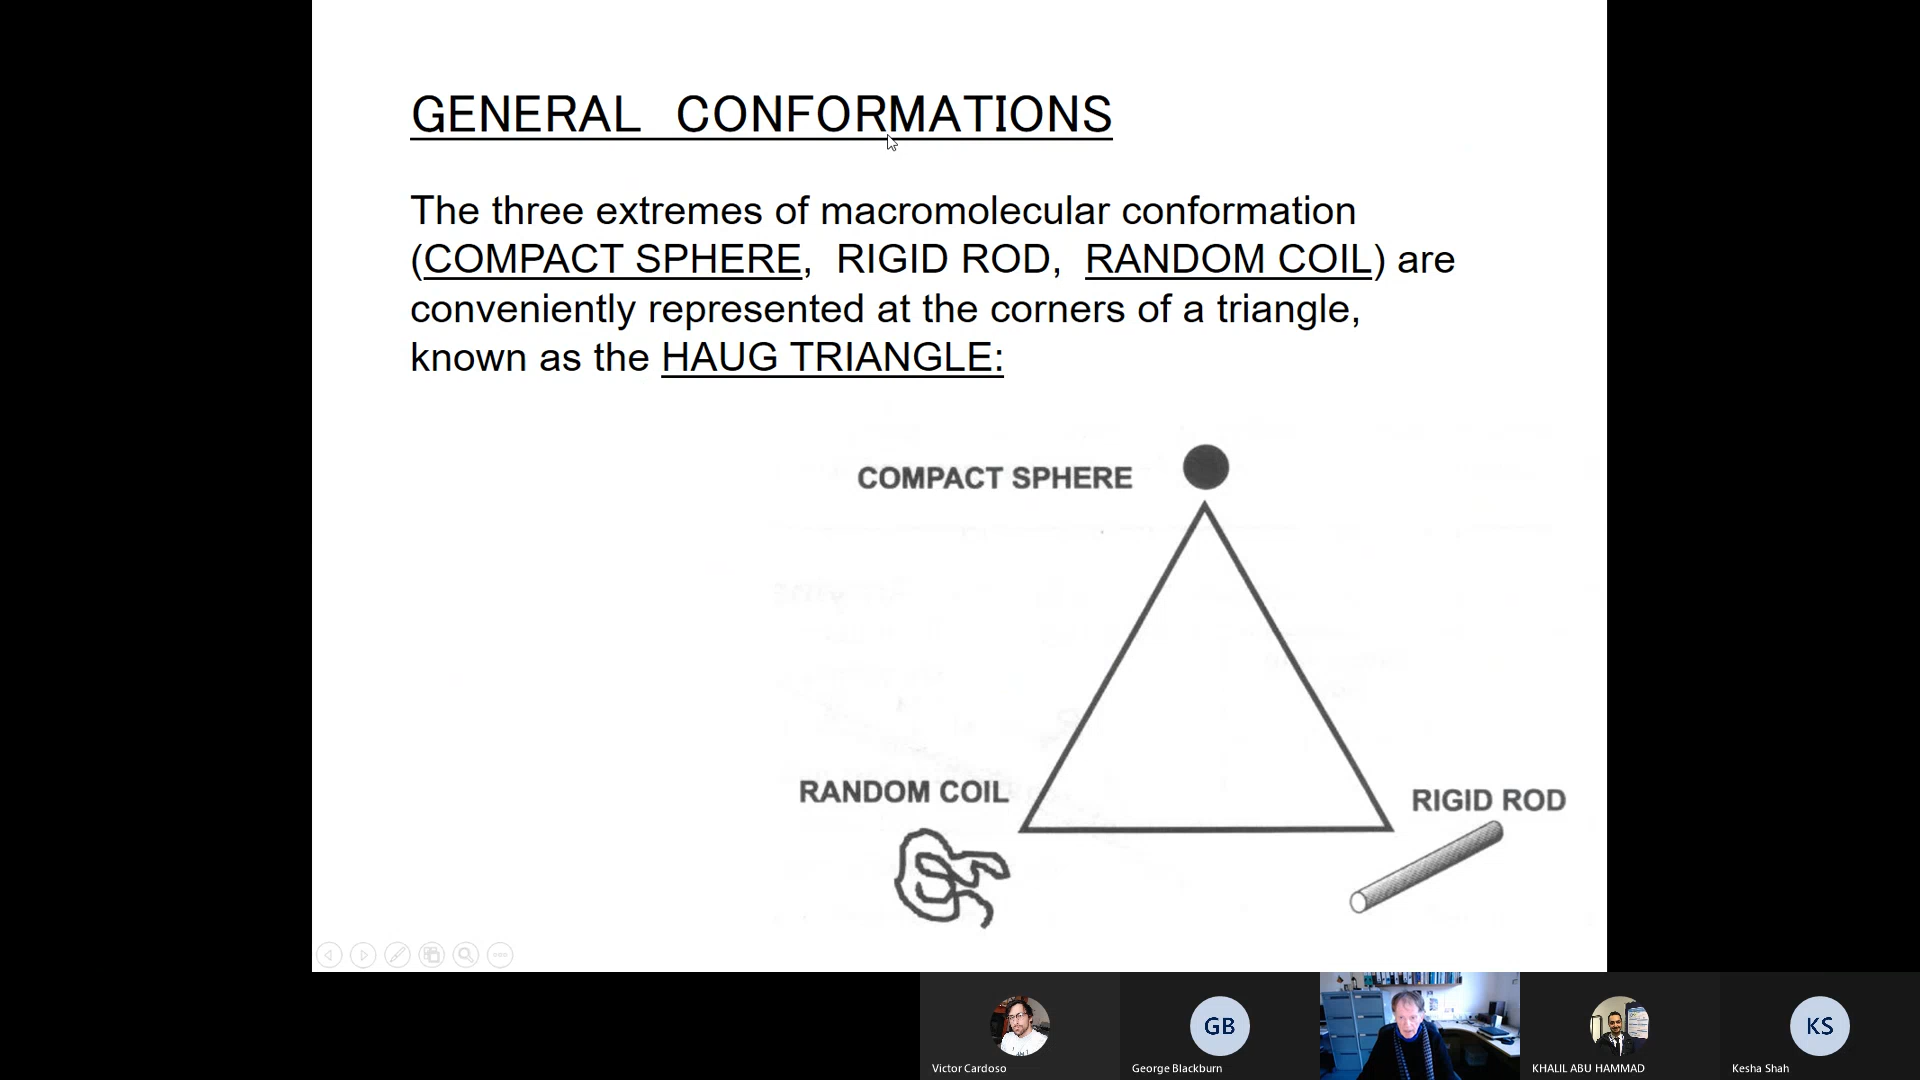 GENERAL CONFORMATIONS
The three extremes of macromolecular conformation
(COMPACT SPHERE, RIGID ROD, RANDOM COIL) are
conveniently represented at the corners of a triangle,
known as the HAUG TRIANGLE:
COMPACT SPHERE
RANDOM COIL
RIGID ROD
GB
KS
Victor Cardoso
George Blackburn
KHALIL ABU HAMMAD
Kesha Shah